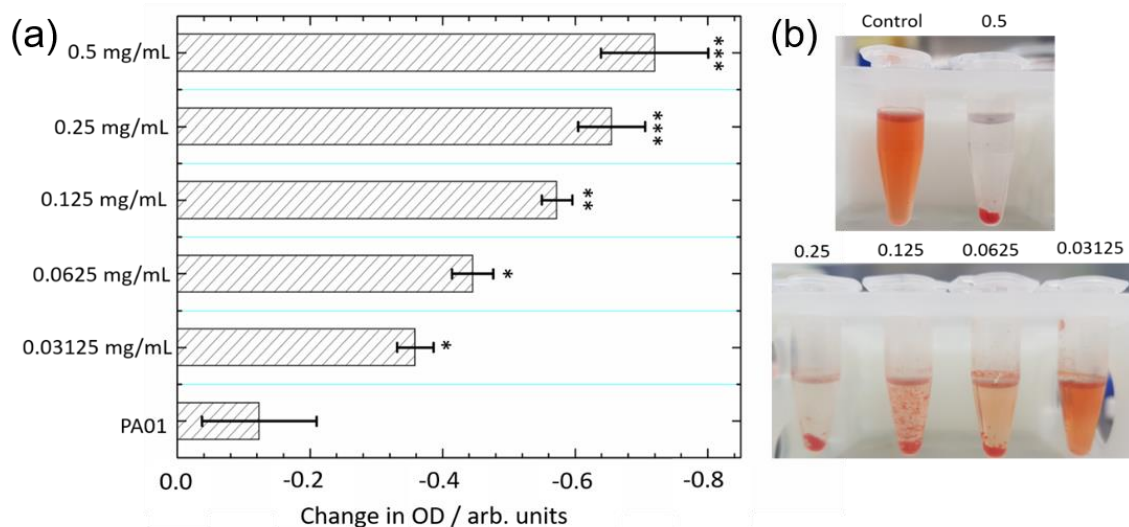 (a)
0.5 mg/mL
***
0.25 mg/mL
***
0.125 mg/mL
**
0.0625 mg/mL
*
0.03125 mg/mL
*
PA01
0.0 -0.2 -0.4 -0.6 -0.8
Change in OD / arb. units
(b)
Control 0.5
0.25 0.125 0.0625 0.03125